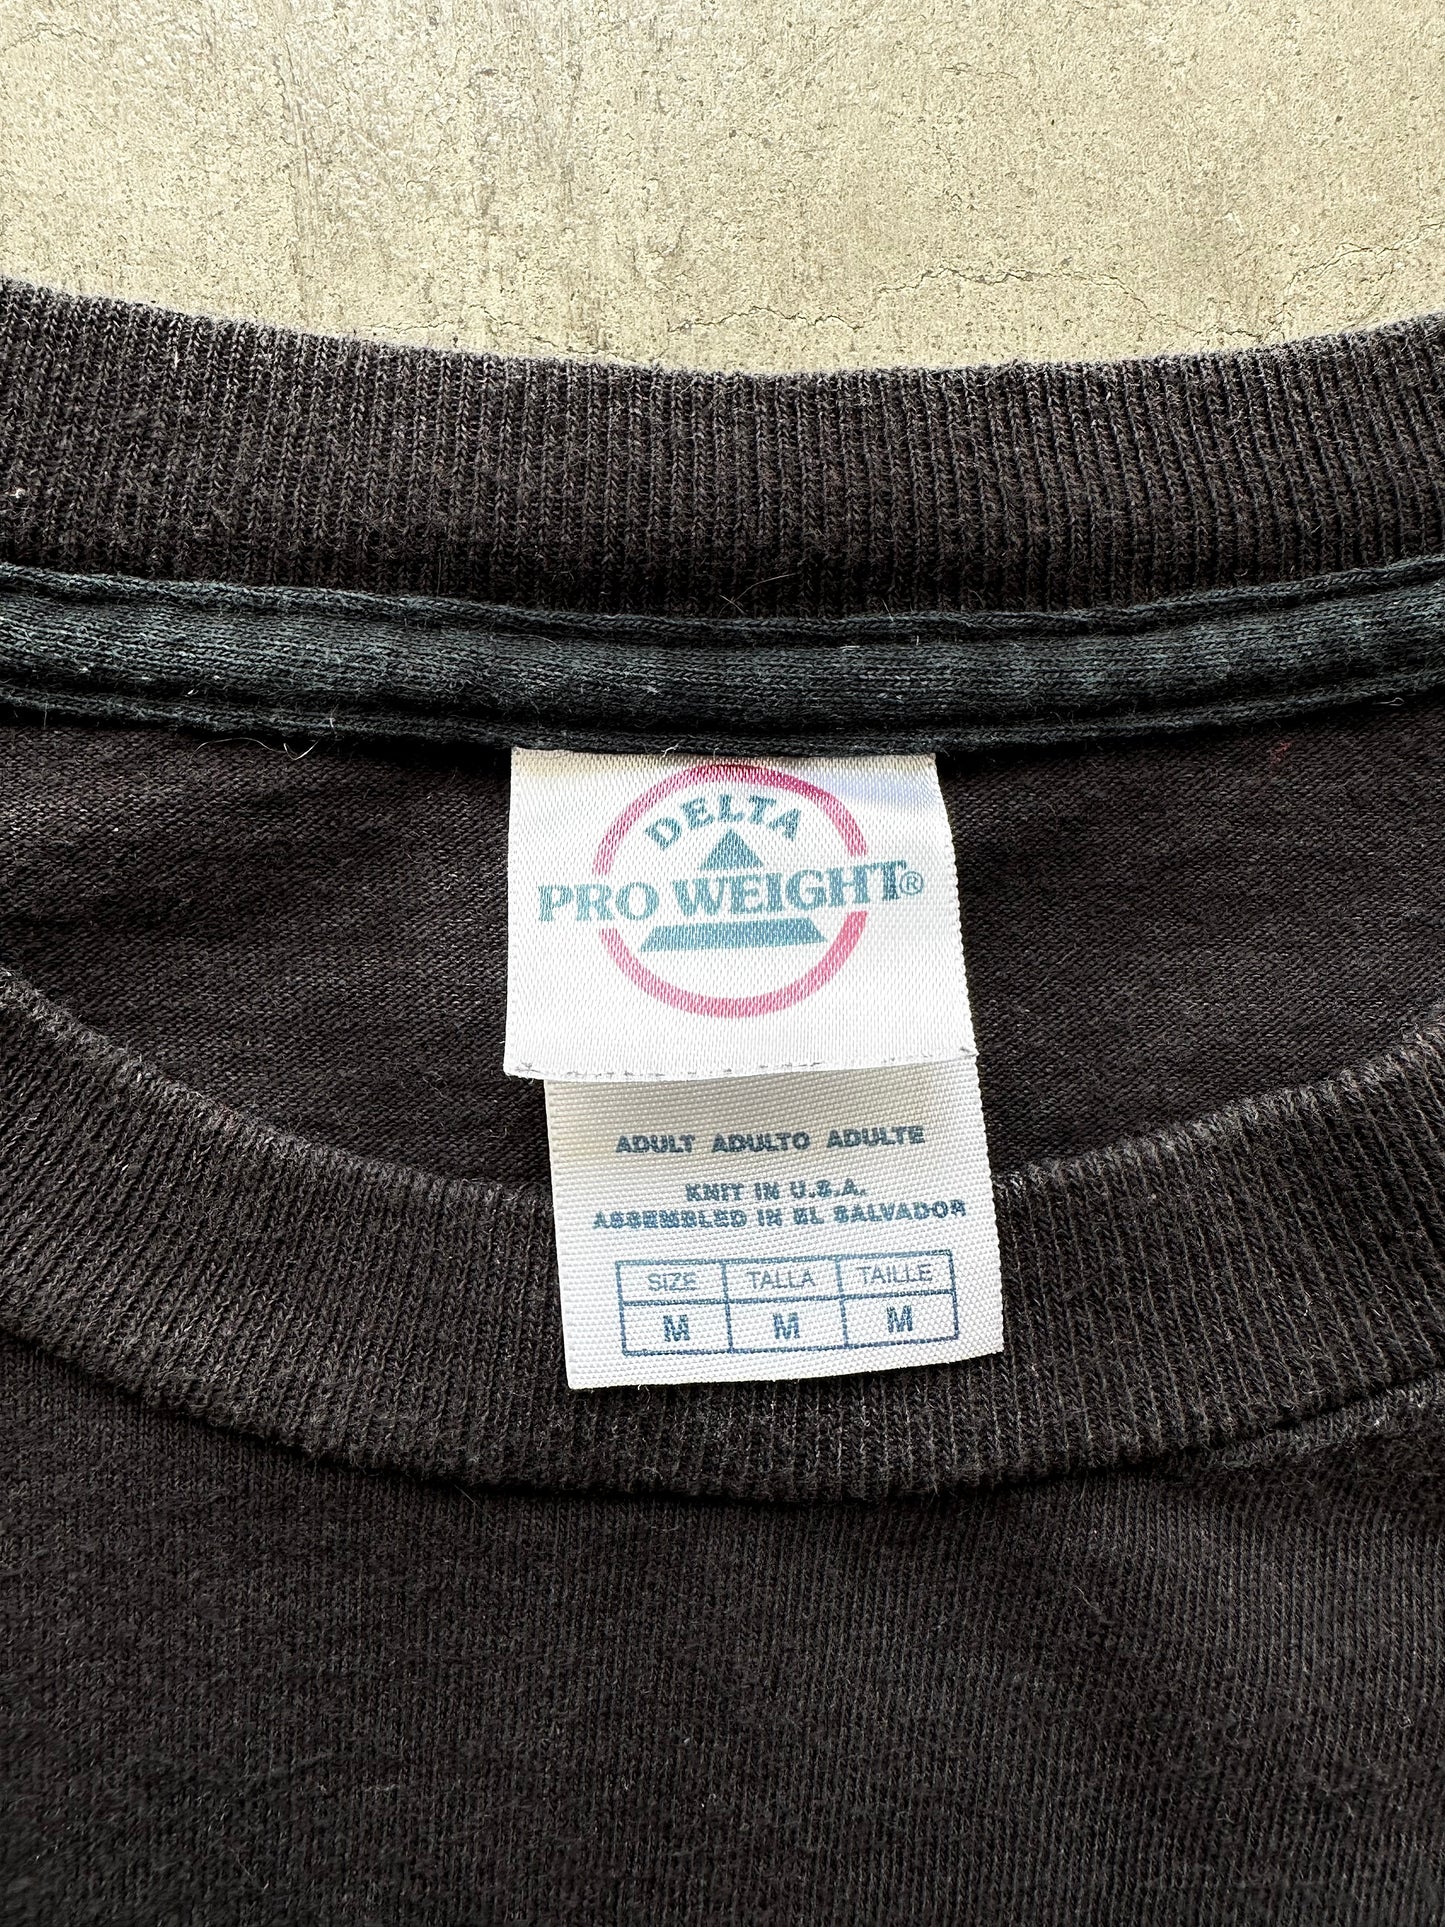 DELTA
PRO WEIGHT®
ADULT ADULTO ADULTE
KNIT IN U.S.A.
ASSEMBLED IN EL SALVADOR
SIZE TALLA TAILLE
M M M